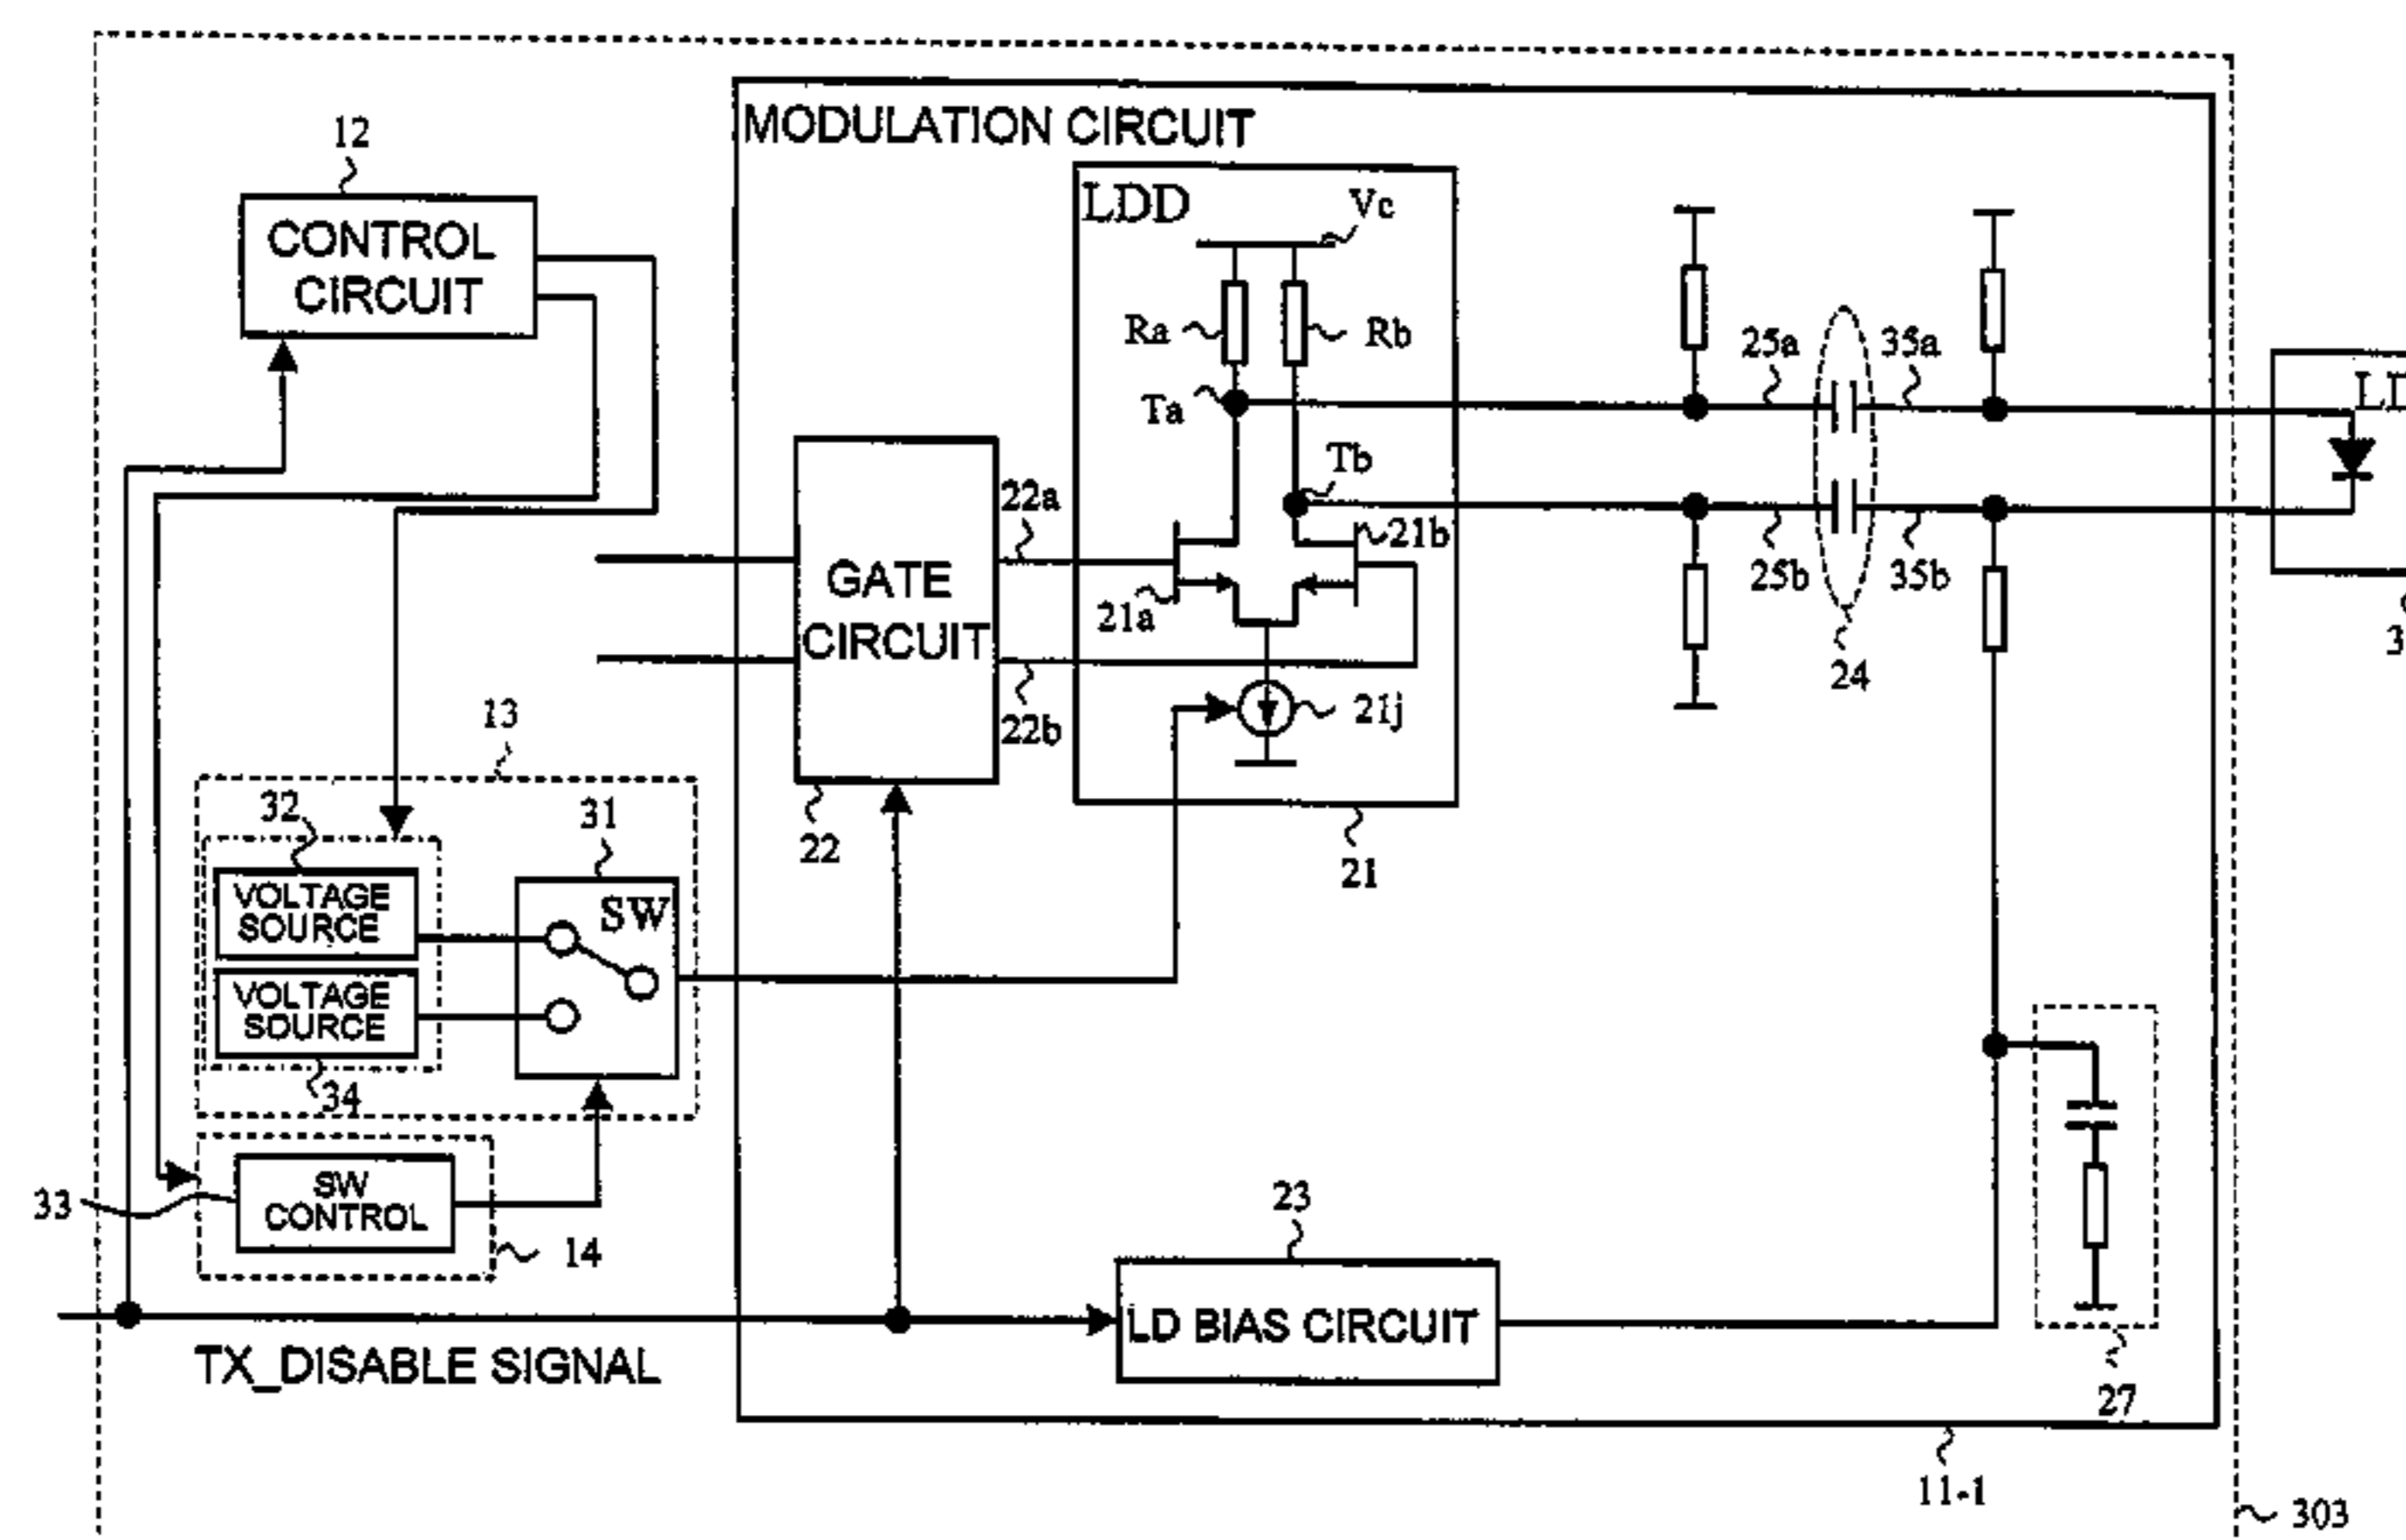 MODULATION CIRCUIT
12
CONTROL
CIRCUIT
LDD
Vc
Ra
Rb
Ta
Tb
25a
35a
25b
35b
24
22a
21b
GATE
CIRCUIT
21a
22b
21j
22
21
13
32
31
VOLTAGE
SOURCE
SW
VOLTAGE
SOURCE
34
33
SW
CONTROL
14
23
LD BIAS CIRCUIT
TX_DISABLE SIGNAL
27
11-1
303